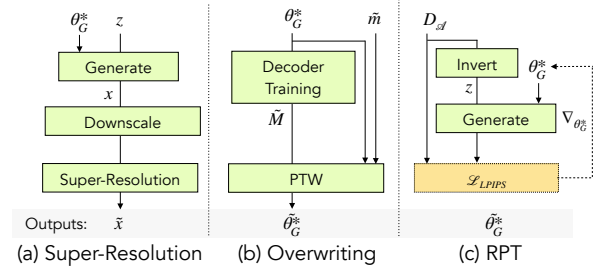 θ*_G z
Generate
x
Downscale
Super-Resolution
Outputs: x̃
(a) Super-Resolution
θ*_G m̃
Decoder
Training
M̃
PTW
θ̃*_G
(b) Overwriting
D_𝒜
Invert
θ*_G
z
Generate
∇_θ*_G
ℒ_LPIPS
θ̃*_G
(c) RPT